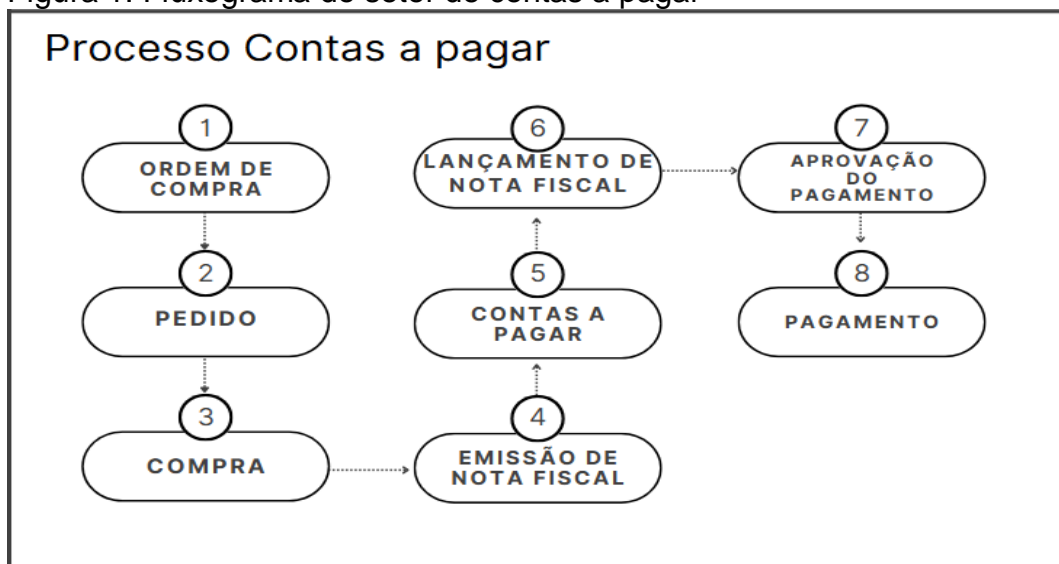 Figura 1: Fluxograma do setor de contas a pagar
Processo Contas a pagar
1
ORDEM DE
COMPRA
2
PEDIDO
3
COMPRA
4
EMISSÃO DE
NOTA FISCAL
5
CONTAS A
PAGAR
6
LANÇAMENTO DE
NOTA FISCAL
7
APROVAÇÃO
DO
PAGAMENTO
8
PAGAMENTO